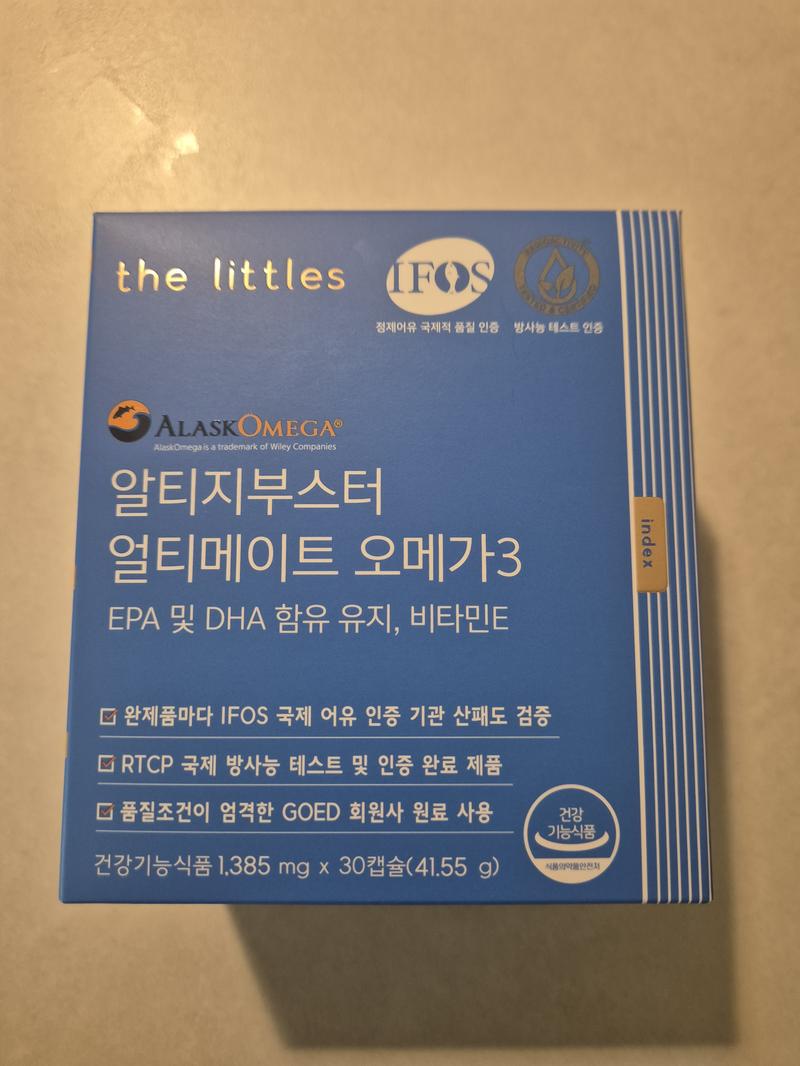 the littles
IFOS
정제어유 국제적 품질 인증
방사능 테스트 인증
ALASKOMEGA®
AlaskOmega is a trademark of Wiley Companies
알티지부스터
얼티메이트 오메가3
EPA 및 DHA 함유 유지, 비타민E
index
완제품마다 IFOS 국제 어유 인증 기관 산패도 검증
RTCP 국제 방사능 테스트 및 인증 완료 제품
품질조건이 엄격한 GOED 회원사 원료 사용
건강
기능식품
식품의약품안전처
건강기능식품 1,385 mg x 30캡슐(41.55 g)